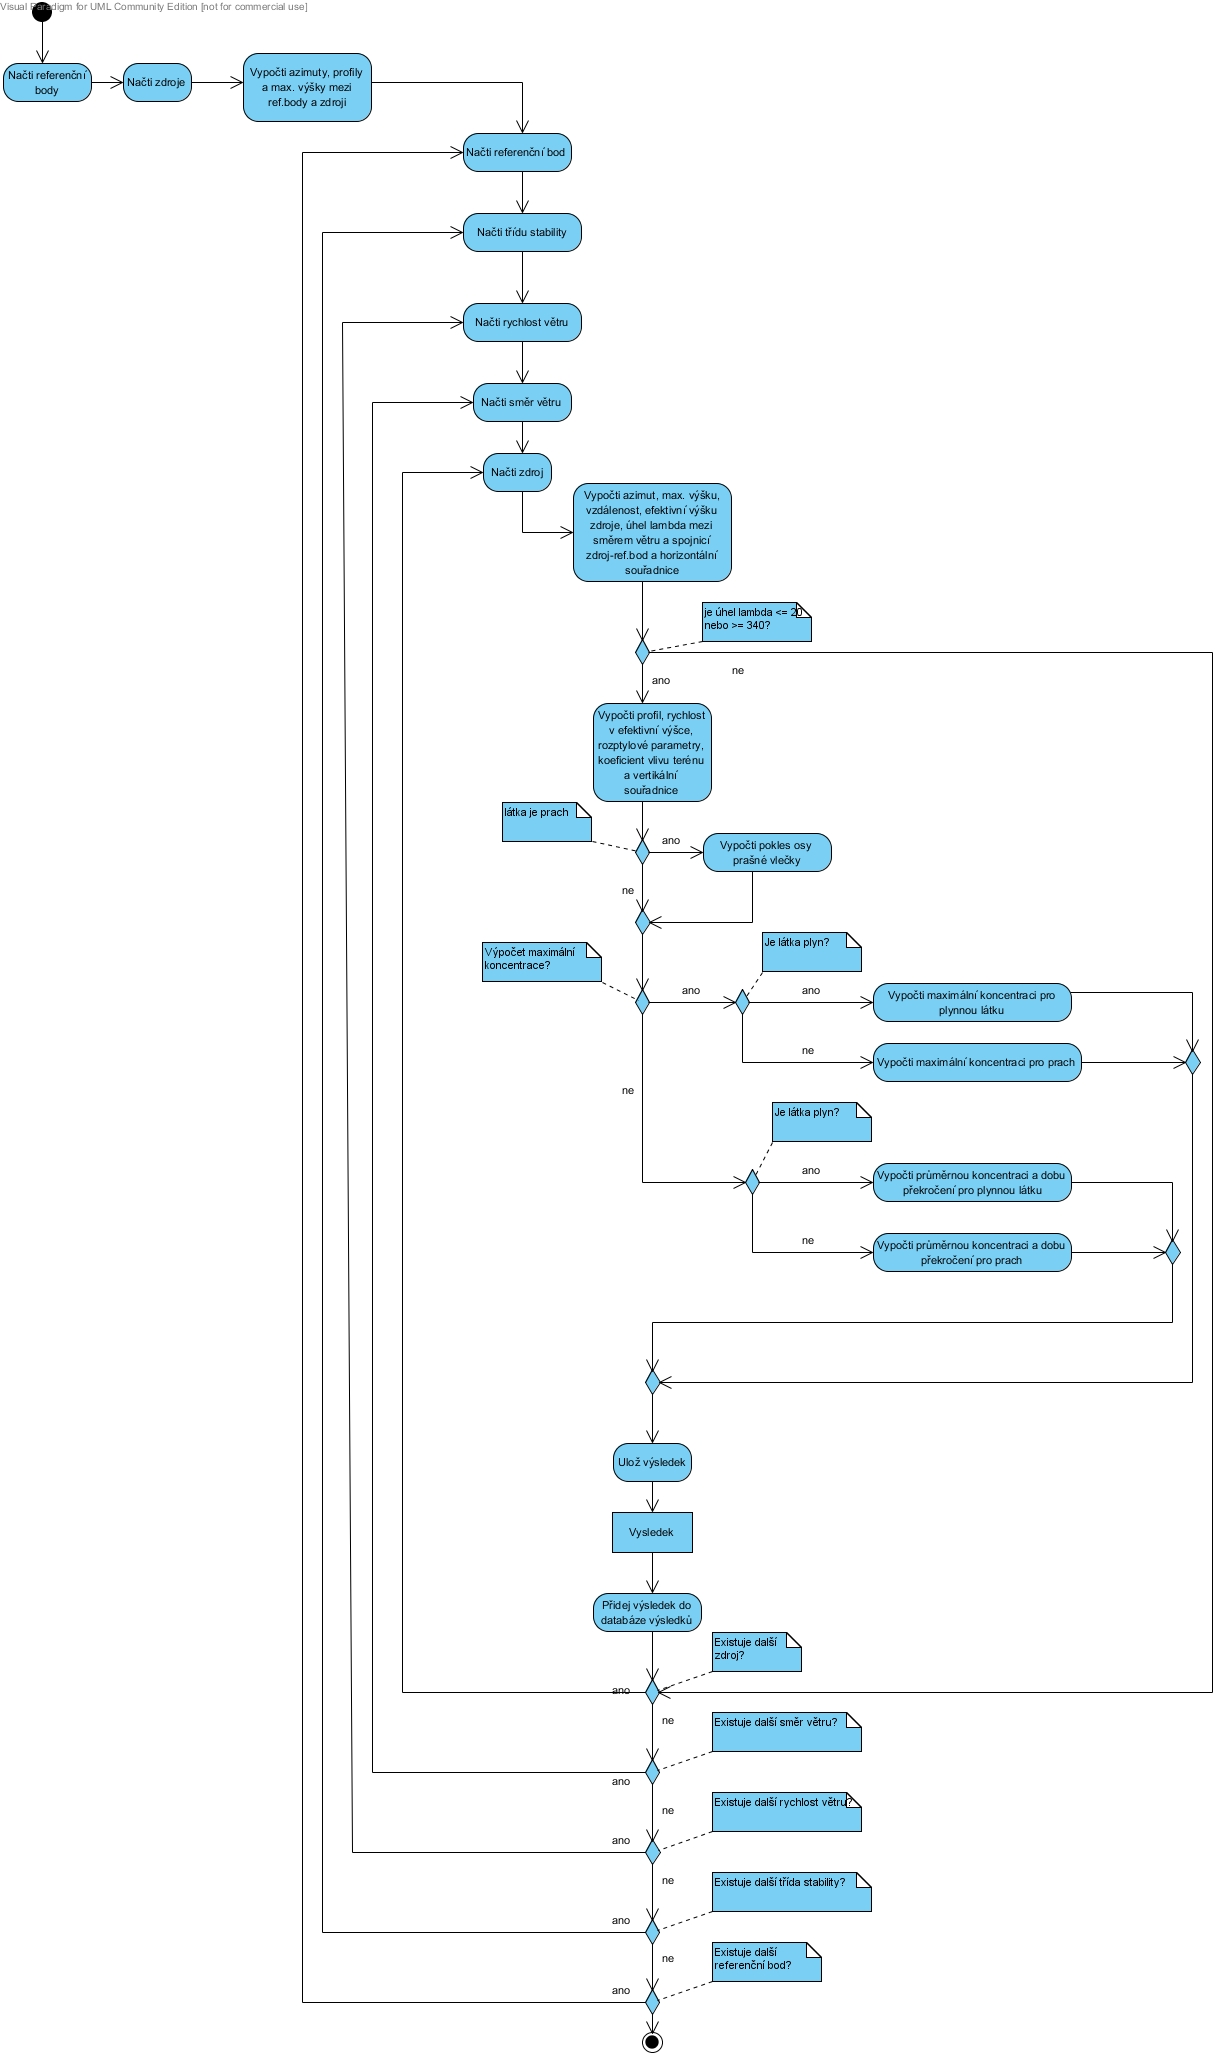 Visual Paradigm for UML Community Edition [not for commercial use]
Načti referenční
body
Načti zdroje
Vypočti azimuty, profily
a max. výšky mezi
ref.body a zdroji
Načti referenční bod
Načti třídu stability
Načti rychlost větru
Načti směr větru
Načti zdroj
Vypočti azimut, max. výšku,
vzdálenost, efektivní výšku
zdroje, úhel lambda mezi
směrem větru a spojnicí
zdroj-ref.bod a horizontální
souřadnice
je úhel lambda <= 20
nebo >= 340?
ne
ano
Vypočti profil, rychlost
v efektivní výšce,
rozptylové parametry,
koeficient vlivu terénu
a vertikální
souřadnice
látka je prach
ano
Vypočti pokles osy
prašné vlečky
ne
Je látka plyn?
Výpočet maximální
koncentrace?
ano
ano
Vypočti maximální koncentraci pro
plynnou látku
ne
Vypočti maximální koncentraci pro prach
ne
Je látka plyn?
ano
Vypočti průměrnou koncentraci a dobu
překročení pro plynnou látku
ne
Vypočti průměrnou koncentraci a dobu
překročení pro prach
Ulož výsledek
Vysledek
Přidej výsledek do
databáze výsledků
Existuje další
zdroj?
ano
ne
Existuje další směr větru?
ano
ne
Existuje další rychlost větru?
ano
ne
Existuje další třída stability?
ano
ne
Existuje další
referenční bod?
ano